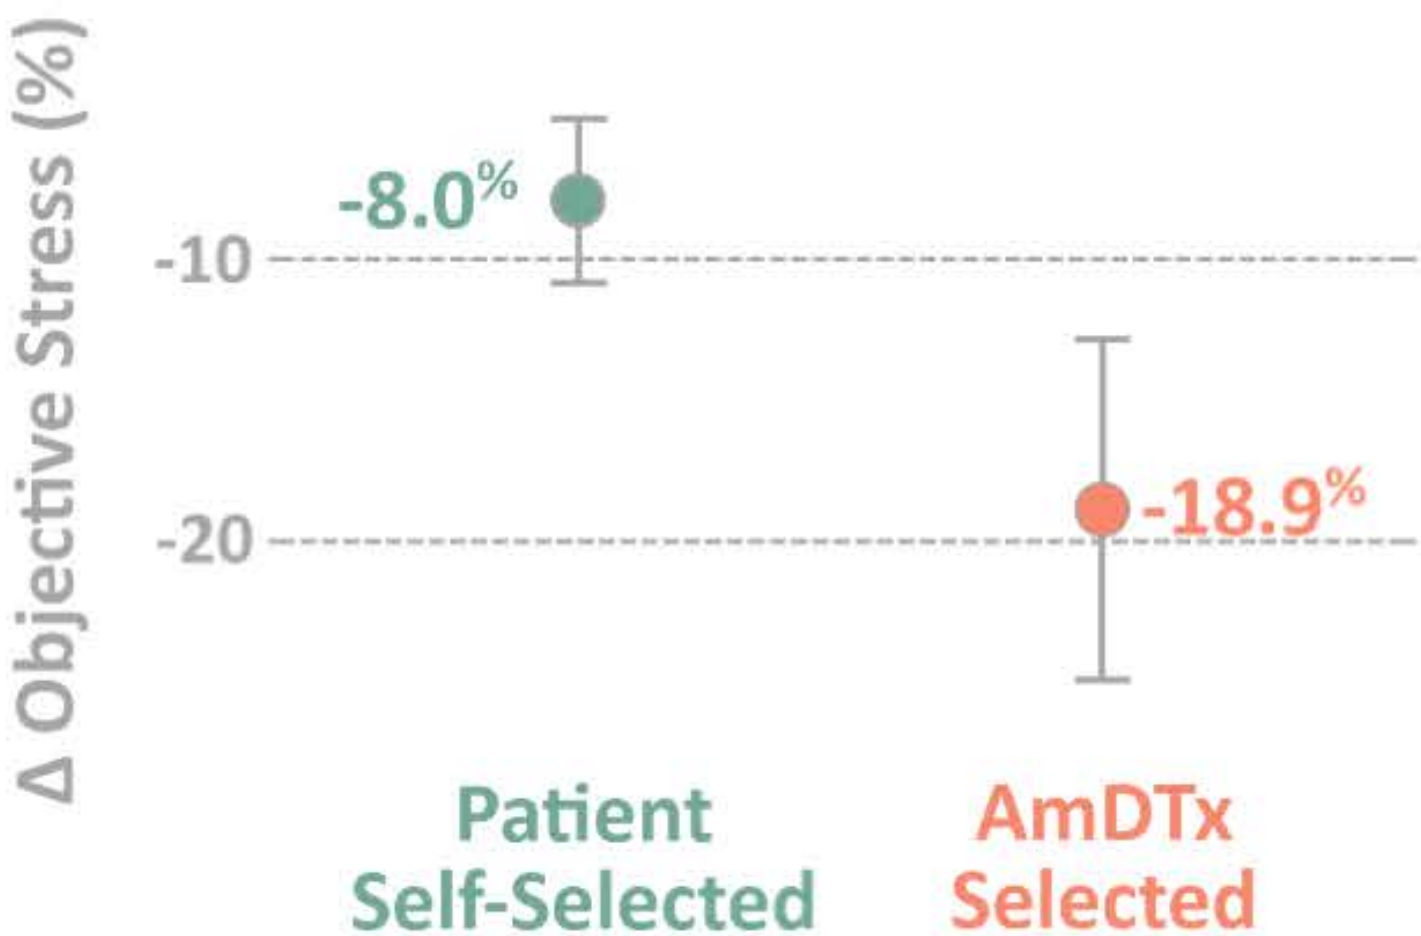 Δ Objective Stress (%)
-8.0%
-10
-18.9%
-20
Patient
Self-Selected
AmDTx
Selected